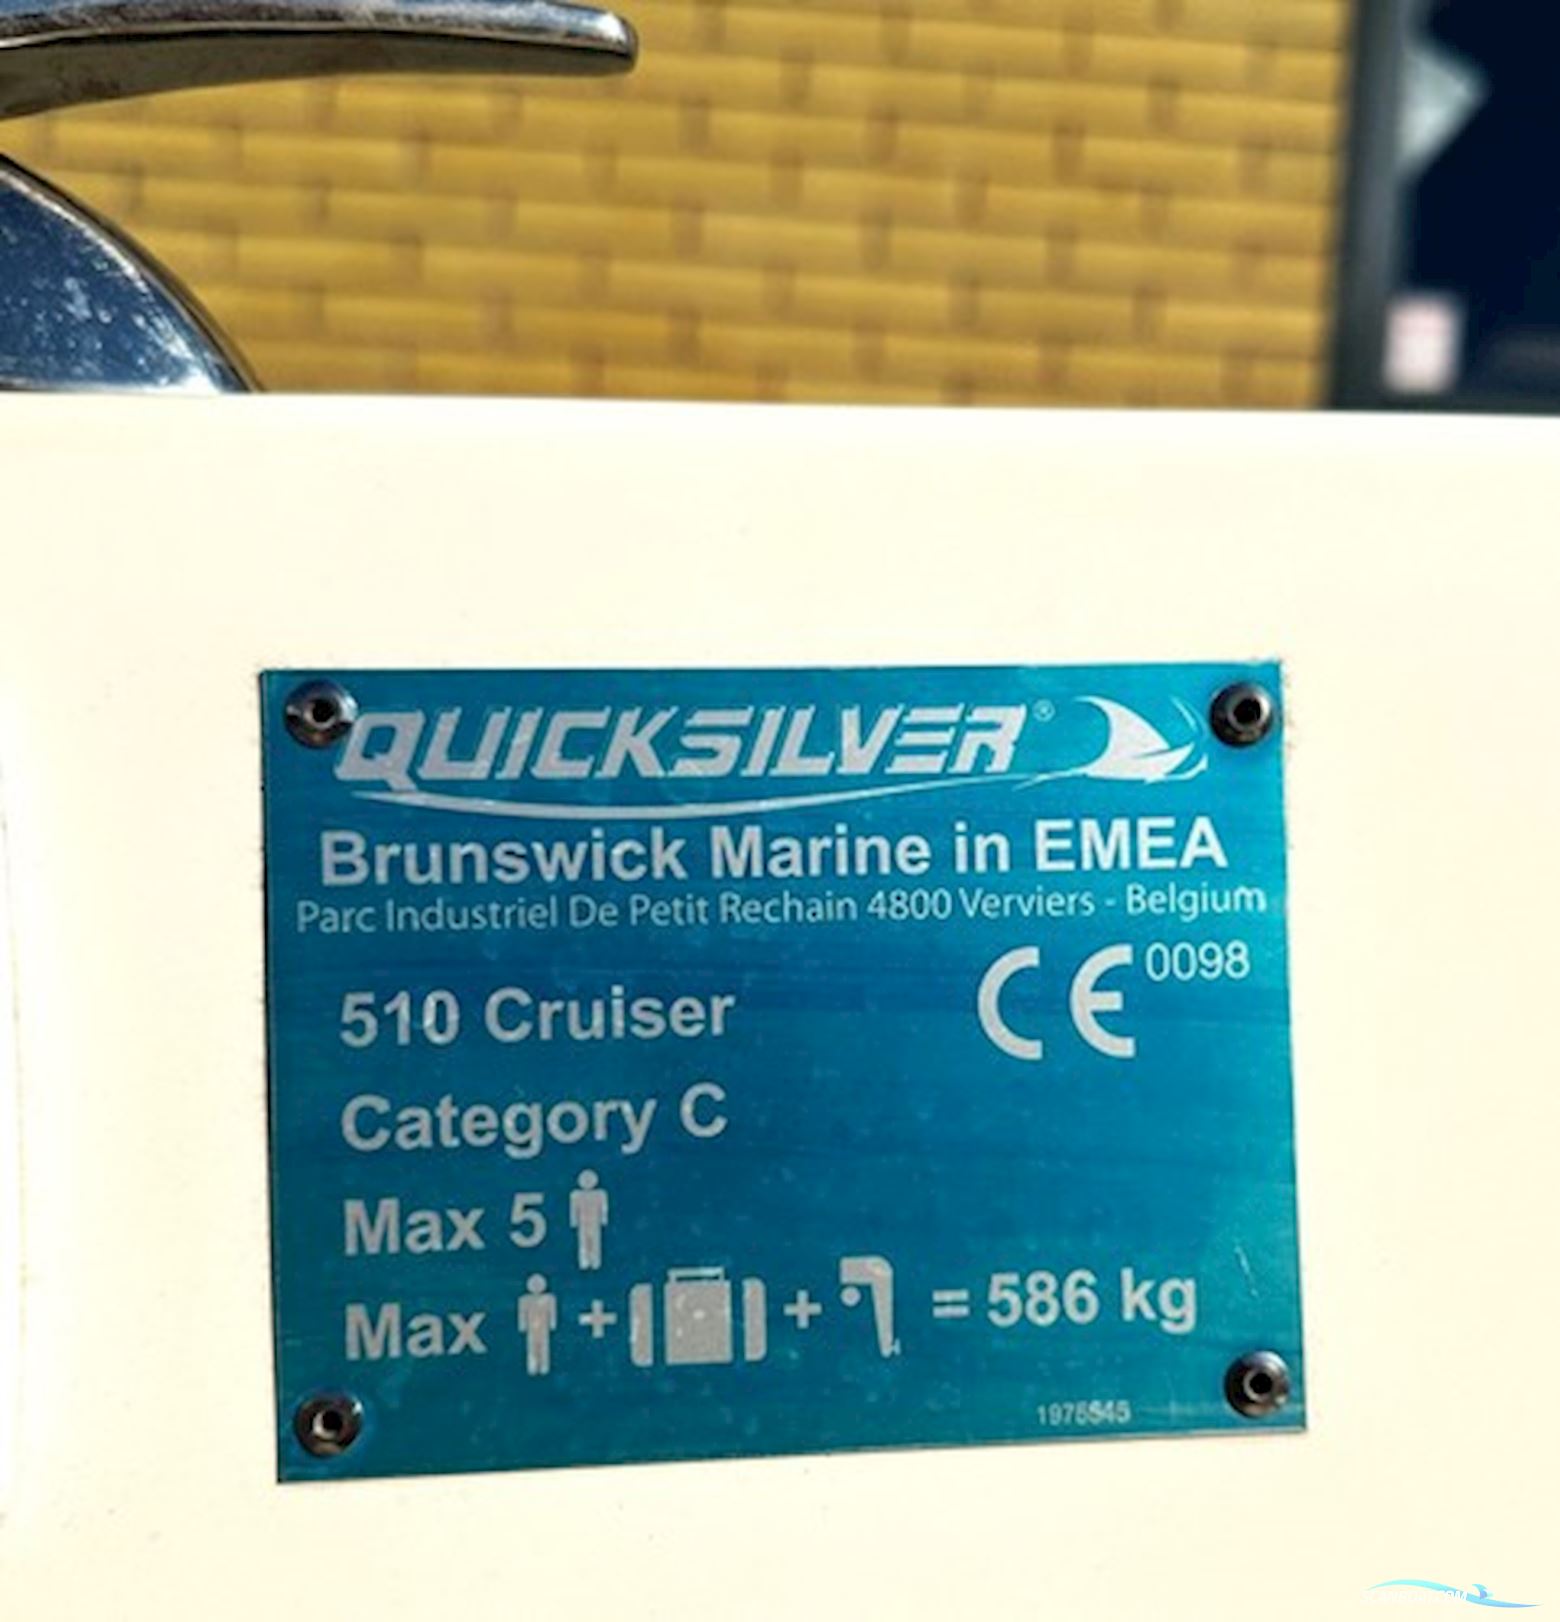 QUICKSILVER®
Brunswick Marine in EMEA
Parc Industriel De Petit Rechain 4800 Verviers - Belgium
CE 0098
510 Cruiser
Category C
Max 5
Max + + = 586 kg